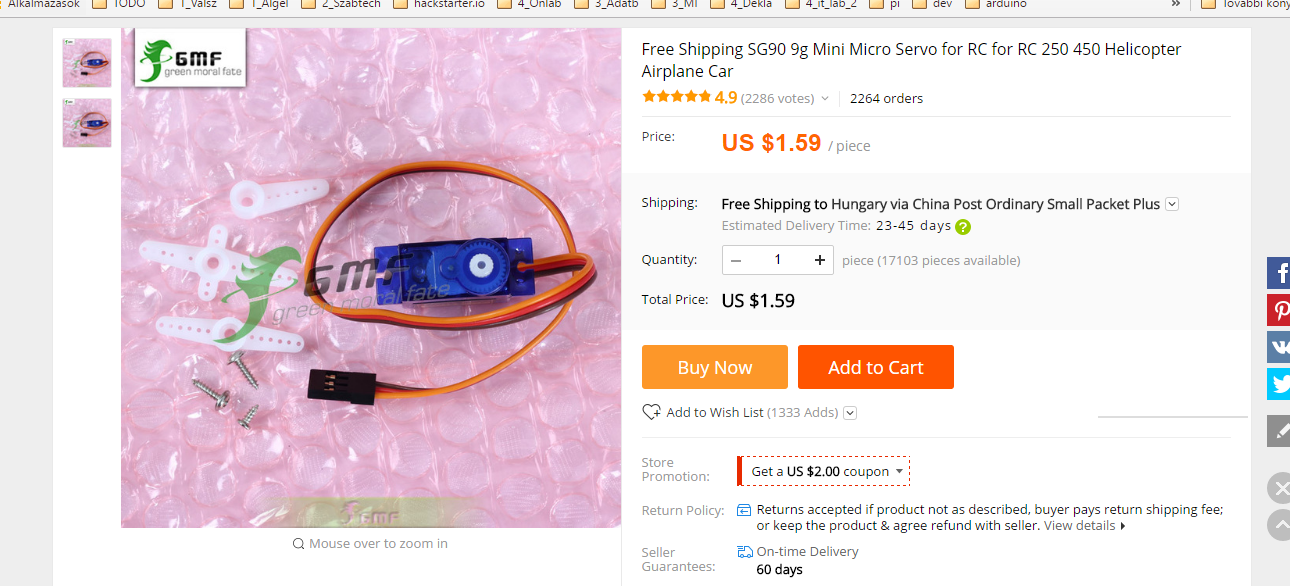 Alkalmazások TODO 1_Valsz 1_Algel 2_Szabtech hackstarter.io 4_Onlab 3_Adatb 3_MI 4_Dekla 4_it_lab_2 pi dev arduino » További köny
GMF
green moral fate
Free Shipping SG90 9g Mini Micro Servo for RC for RC 250 450 Helicopter
Airplane Car
4.9 (2286 votes) 2264 orders
Price: US $1.59 / piece
Shipping: Free Shipping to Hungary via China Post Ordinary Small Packet Plus
Estimated Delivery Time: 23-45 days ?
Quantity: − 1 + piece (17103 pieces available)
Total Price: US $1.59
GMF
green moral fate
Buy Now Add to Cart
Add to Wish List (1333 Adds)
Store
Promotion: Get a US $2.00 coupon
Return Policy: Returns accepted if product not as described, buyer pays return shipping fee;
or keep the product & agree refund with seller. View details
GMF
Mouse over to zoom in
Seller
Guarantees: On-time Delivery
60 days